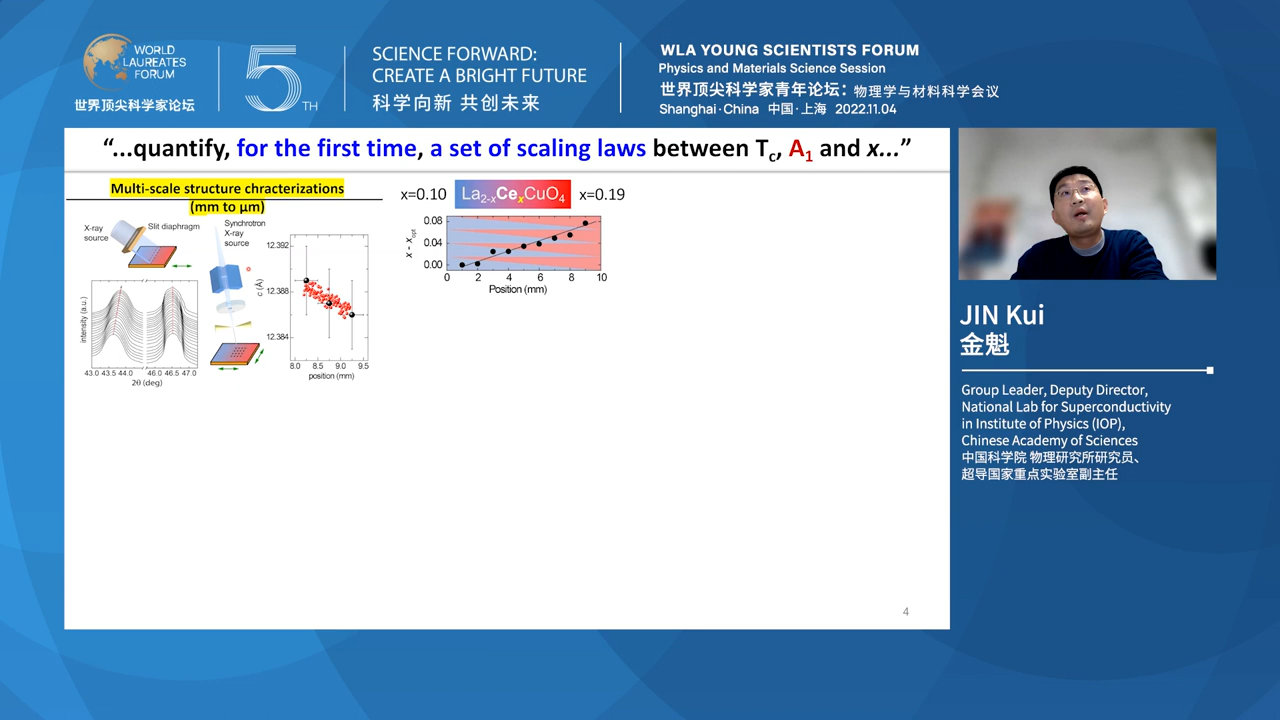 WORLD
LAUREATES
FORUM
世界顶尖科学家论坛
5TH
SCIENCE FORWARD:
CREATE A BRIGHT FUTURE
科学向新 共创未来
WLA YOUNG SCIENTISTS FORUM
Physics and Materials Science Session
世界顶尖科学家青年论坛：物理学与材料科学会议
Shanghai·China 中国·上海 2022.11.04
“...quantify, for the first time, a set of scaling laws between Tc, A1 and x...”
Multi-scale structure chracterizations
(mm to μm)
X-ray
source
Slit diaphragm
Synchrotron
X-ray
source
intensity (a.u.)
43.0 43.5 44.0 46.0 46.5 47.0
2θ (deg)
12.392
12.388
12.384
c (Å)
8.0 8.5 9.0 9.5
position (mm)
x=0.10 La2-xCexCuO4 x=0.19
0.08
0.04
0.00
x - xopt
0 2 4 6 8 10
Position (mm)
4
JIN Kui
金魁
Group Leader, Deputy Director,
National Lab for Superconductivity
in Institute of Physics (IOP),
Chinese Academy of Sciences
中国科学院 物理研究所研究员、
超导国家重点实验室副主任